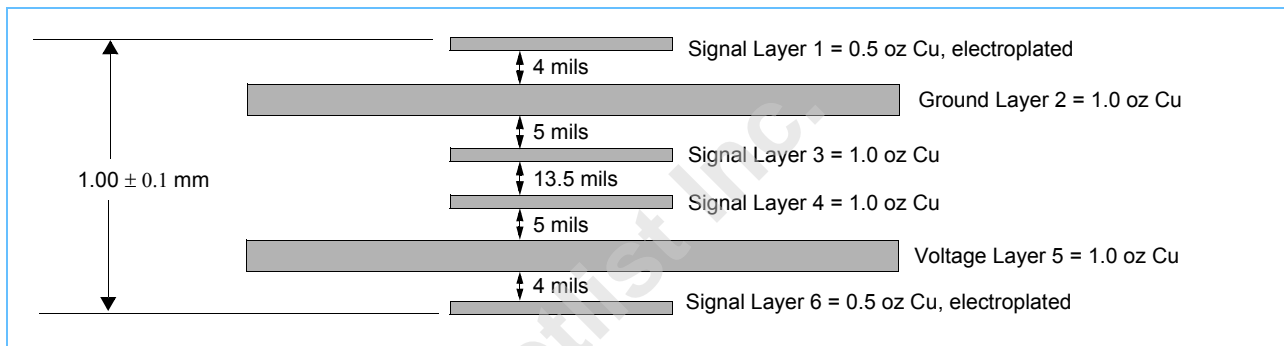 Signal Layer 1 = 0.5 oz Cu, electroplated
4 mils
Ground Layer 2 = 1.0 oz Cu
5 mils
Signal Layer 3 = 1.0 oz Cu
1.00 ± 0.1 mm
13.5 mils
Signal Layer 4 = 1.0 oz Cu
5 mils
Voltage Layer 5 = 1.0 oz Cu
4 mils
Signal Layer 6 = 0.5 oz Cu, electroplated
etlist Inc.